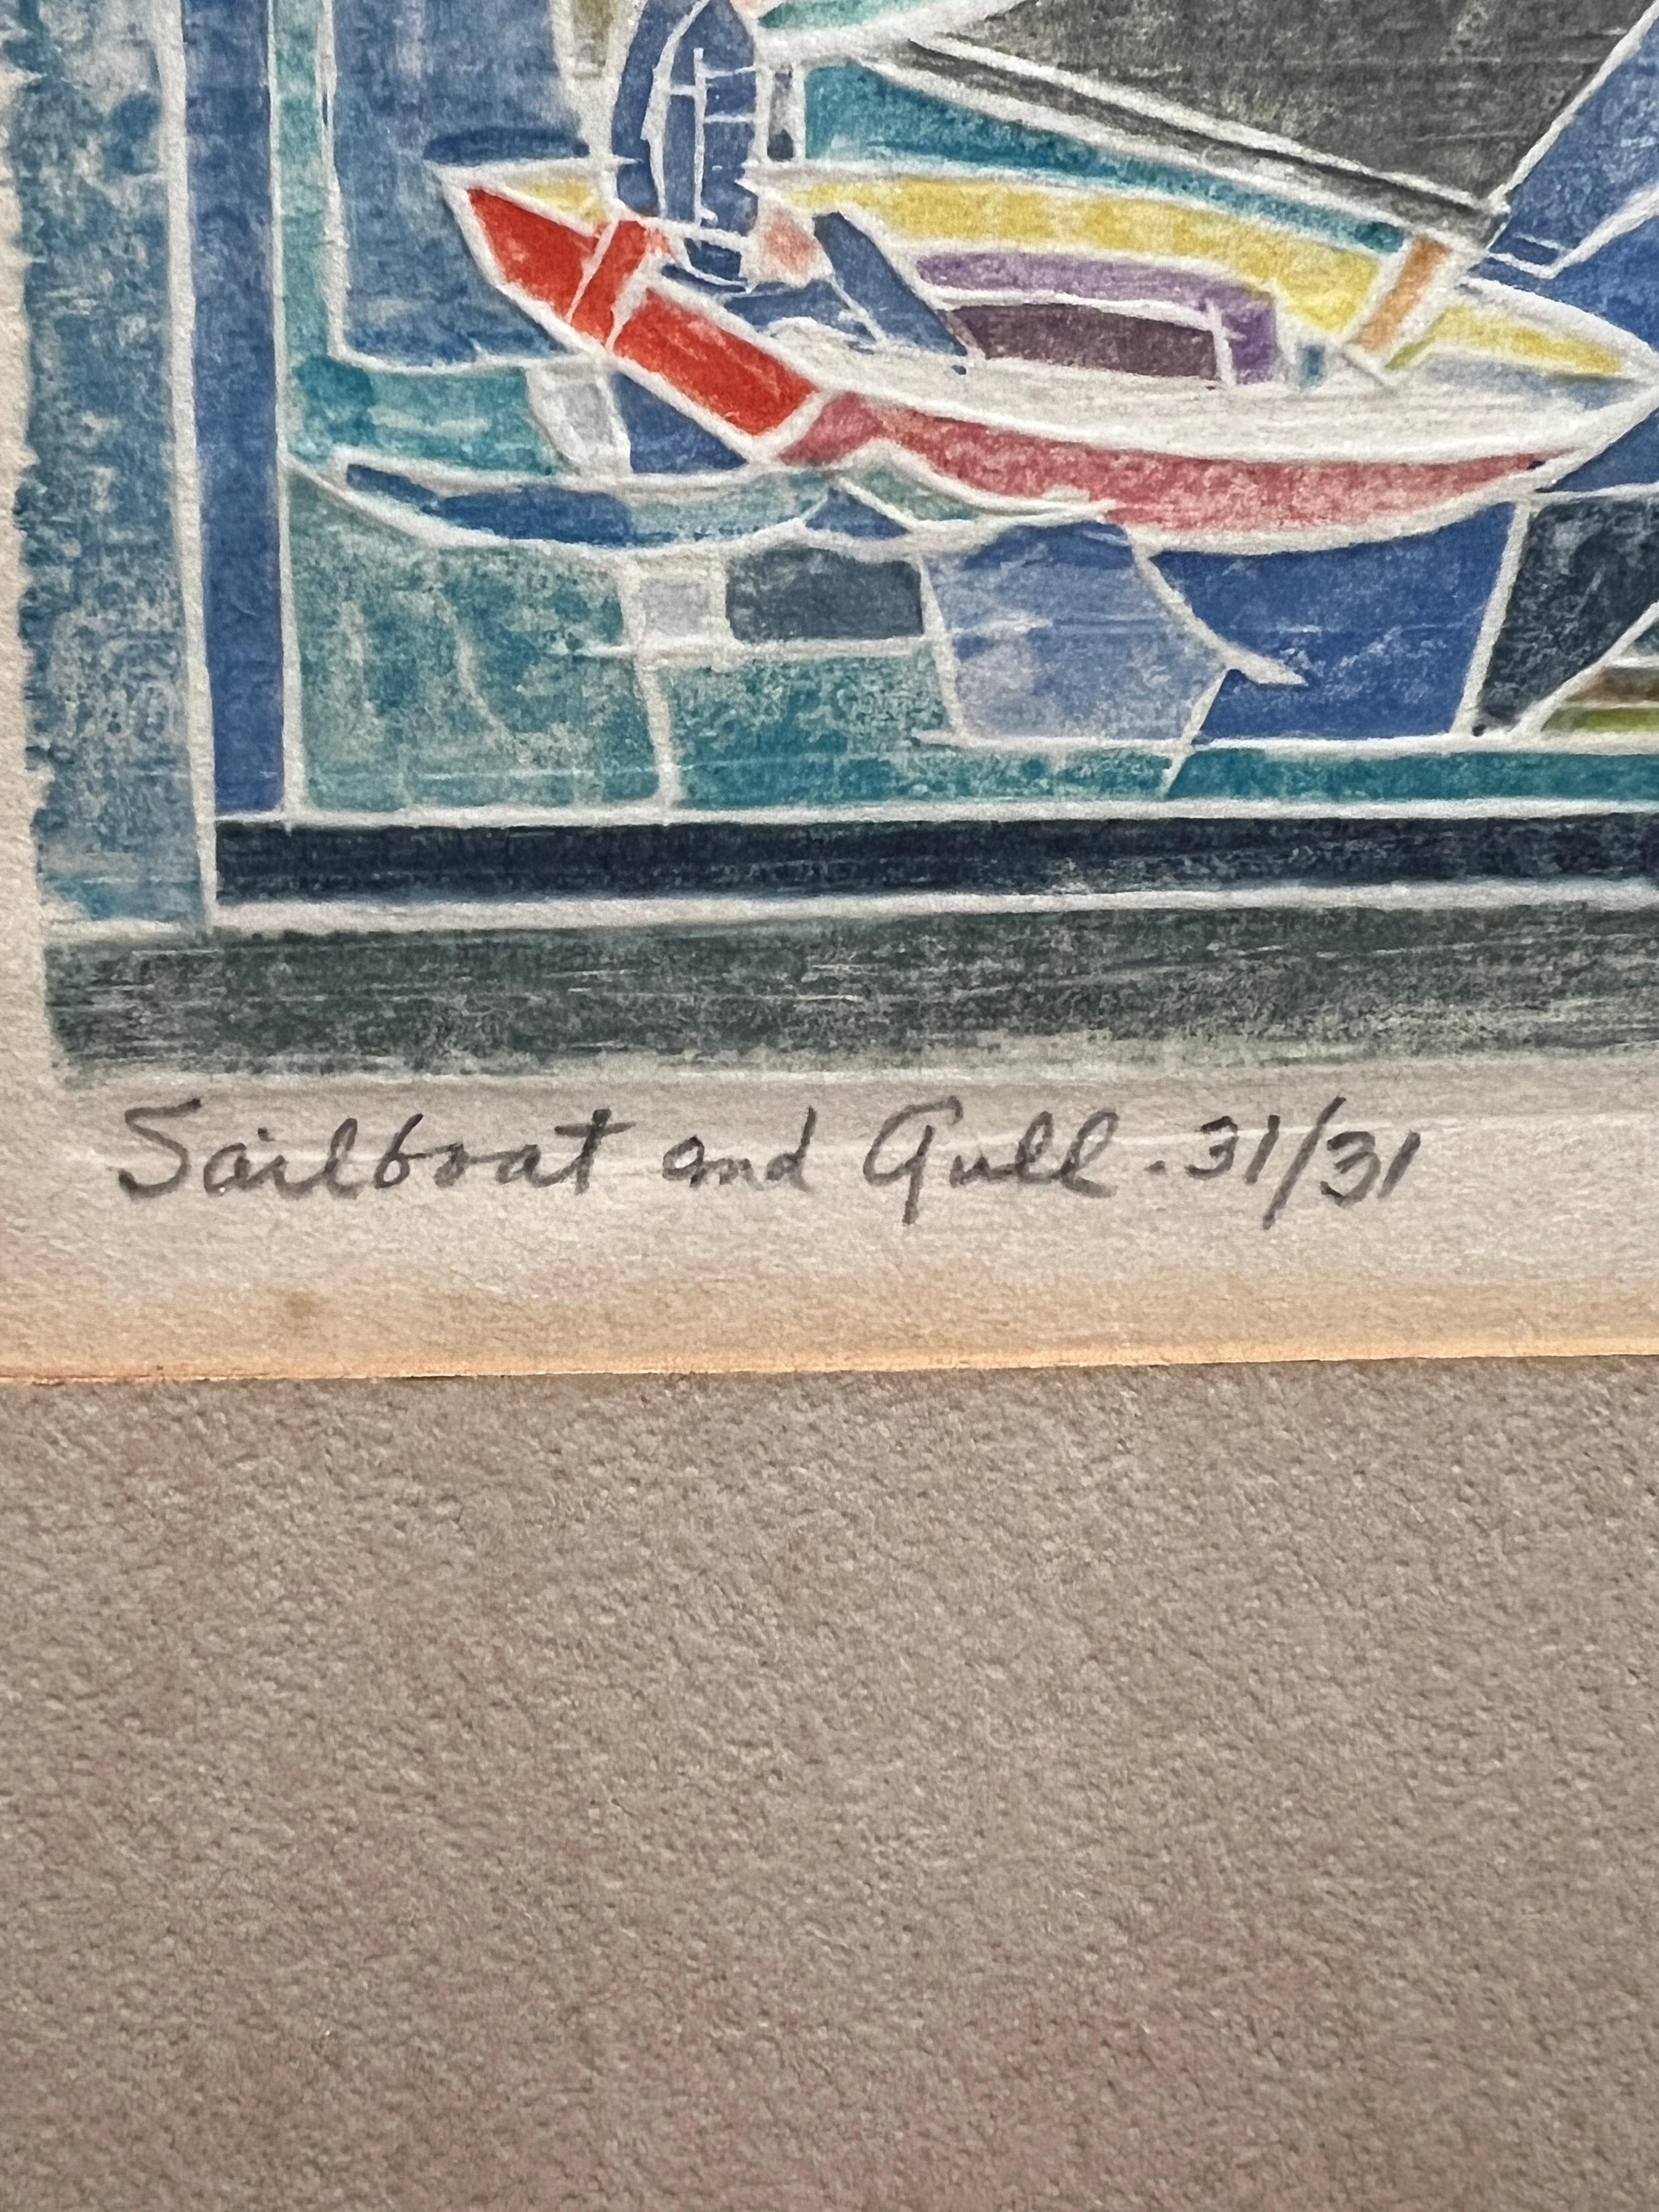 Sailboat and Gull - 31/31